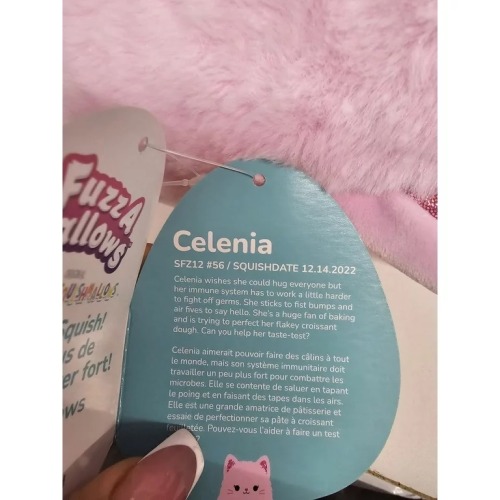 FUZZA
mallows
ORIGINAL
Squish!
us de
er fort!
ows
Celenia
SFZ12 #56 / SQUISHDATE 12.14.2022
Celenia wishes she could hug everyone but
her immune system has to work a little harder
to fight off germs. She sticks to fist bumps and
air fives to say hello. She's a huge fan of baking
and is trying to perfect her flakey croissant
dough. Can you help her taste-test?
Celenia aimerait pouvoir faire des câlins à tout
le monde, mais son système immunitaire doit
travailler un peu plus fort pour combattre les
microbes. Elle se contente de saluer en tapant
le poing et en faisant des tapes dans les airs.
Elle est une grande amatrice de pâtisserie et
essaie de perfectionner sa pâte à croissant
feuilletée. Pouvez-vous l'aider à faire un test
?